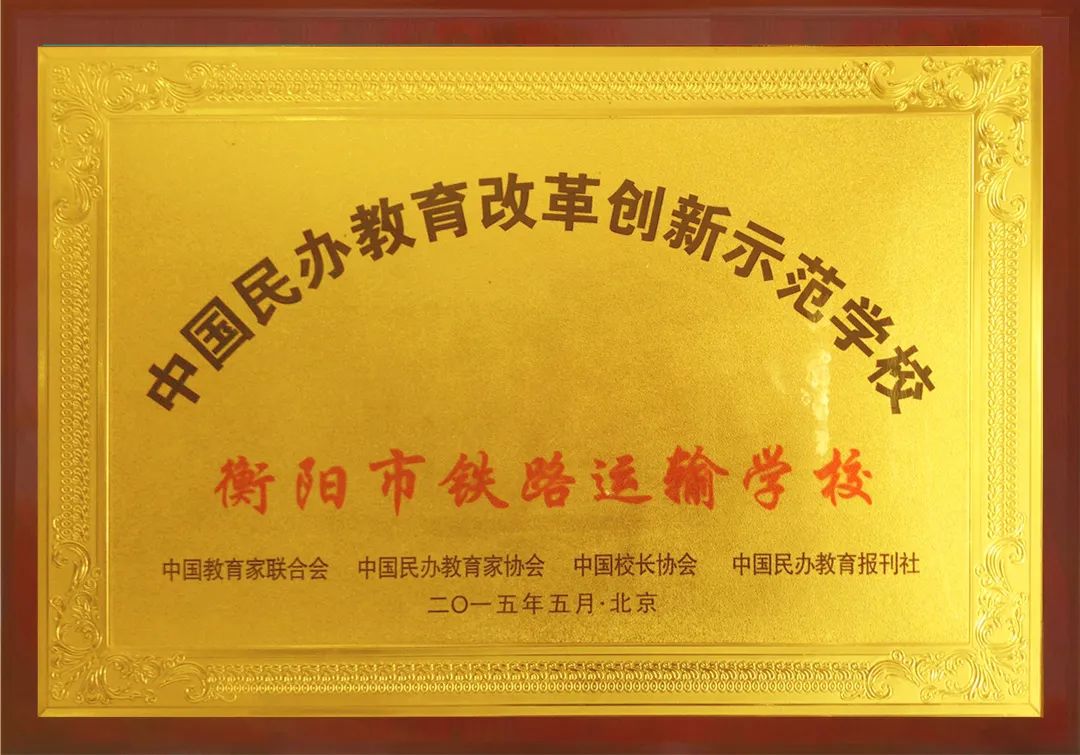 中国民办教育改革创新示范学校
衡阳市铁路运输学校
中国教育家联合会 中国民办教育家协会 中国校长协会 中国民办教育报刊社
二〇一五年五月·北京